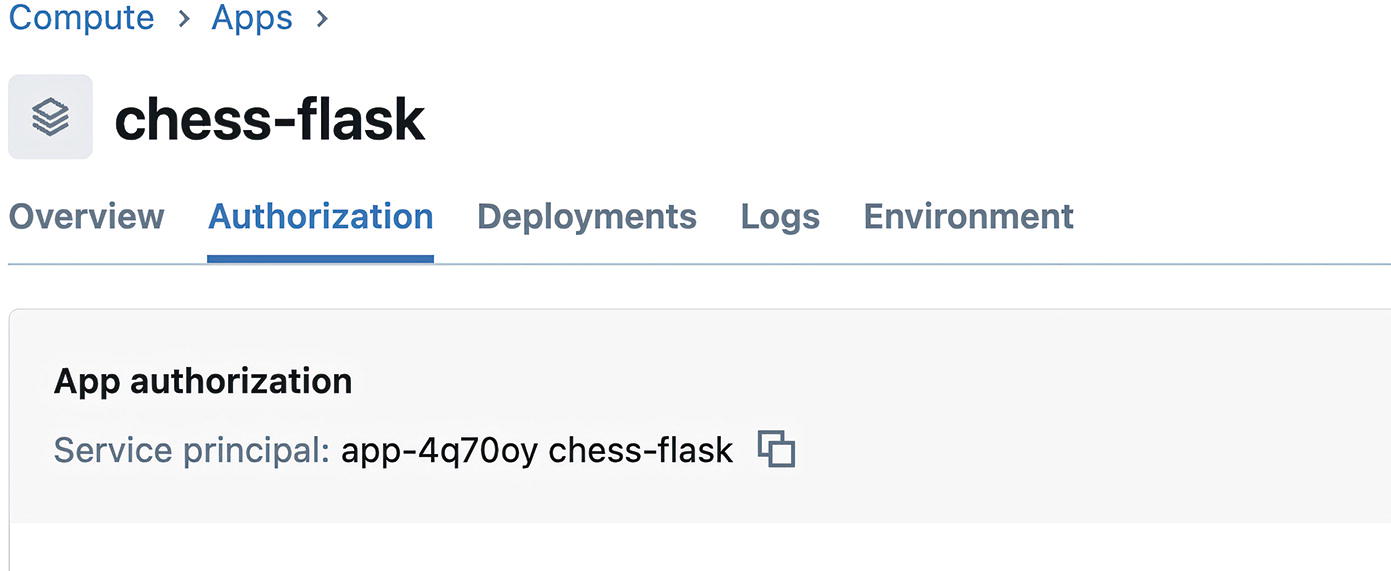 Compute > Apps >
chess-flask
Overview Authorization Deployments Logs Environment
App authorization
Service principal: app-4q70oy chess-flask